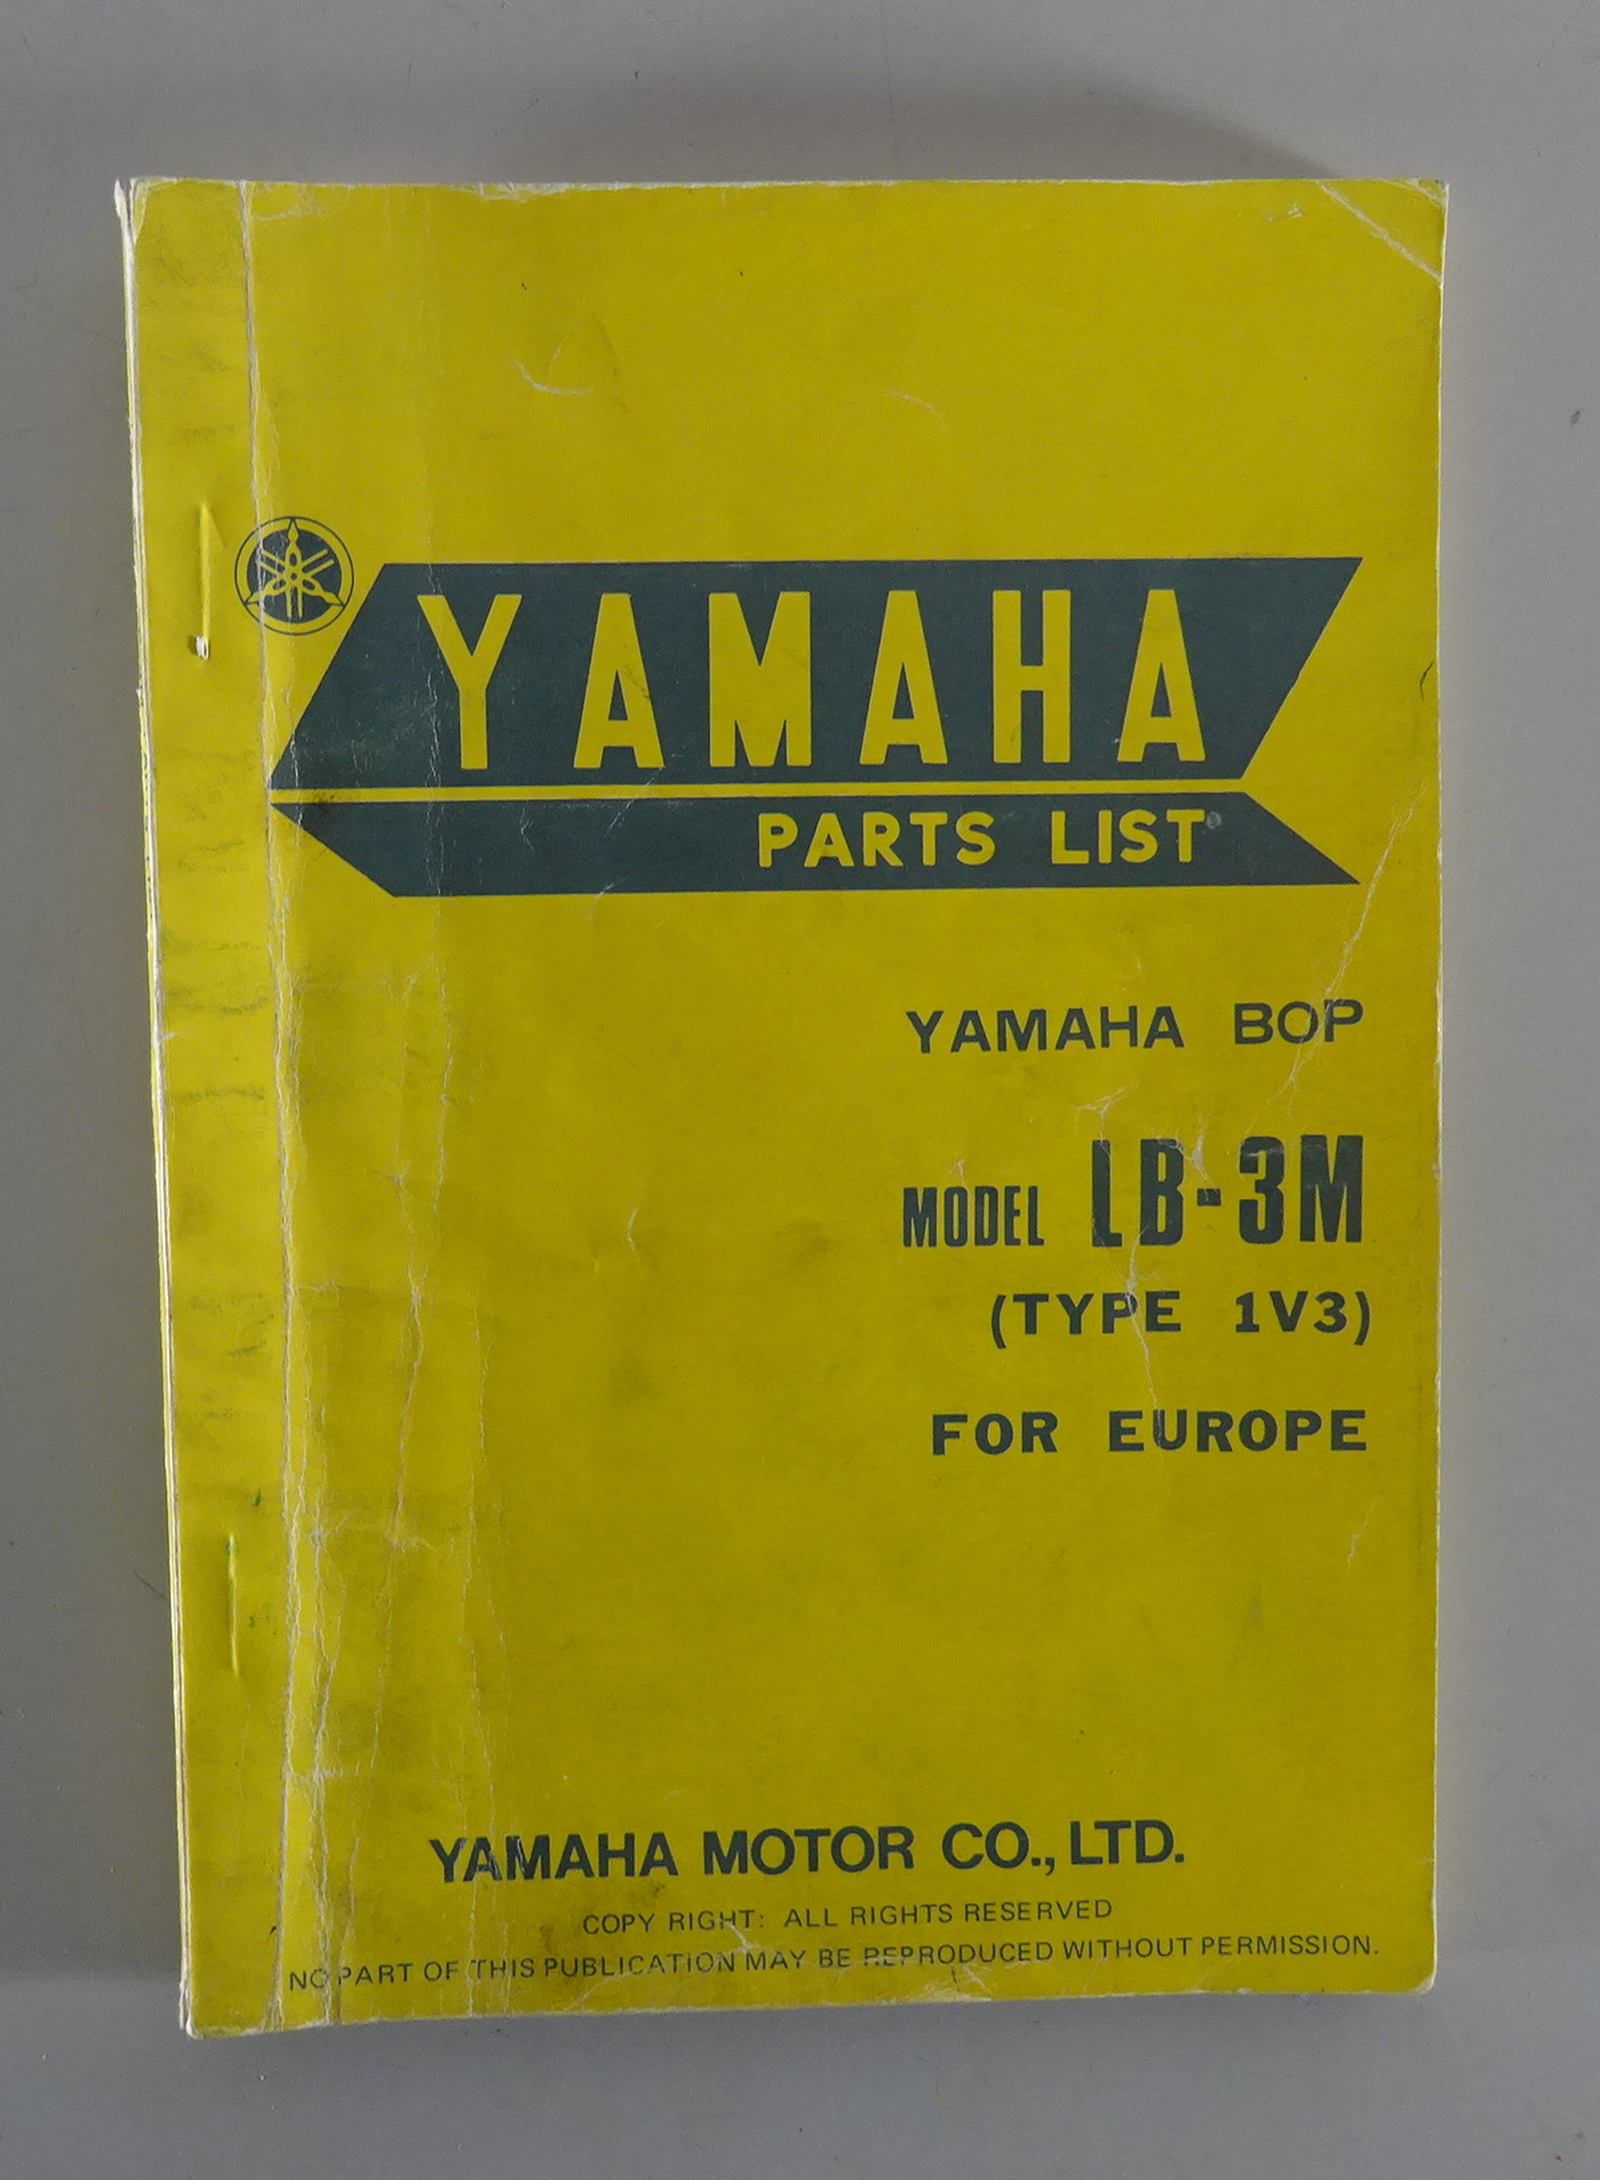 YAMAHA
PARTS LIST
YAMAHA BOP
MODEL LB-3M
(TYPE 1V3)
FOR EUROPE
YAMAHA MOTOR CO., LTD.
COPY RIGHT: ALL RIGHTS RESERVED
NO PART OF THIS PUBLICATION MAY BE REPRODUCED WITHOUT PERMISSION.